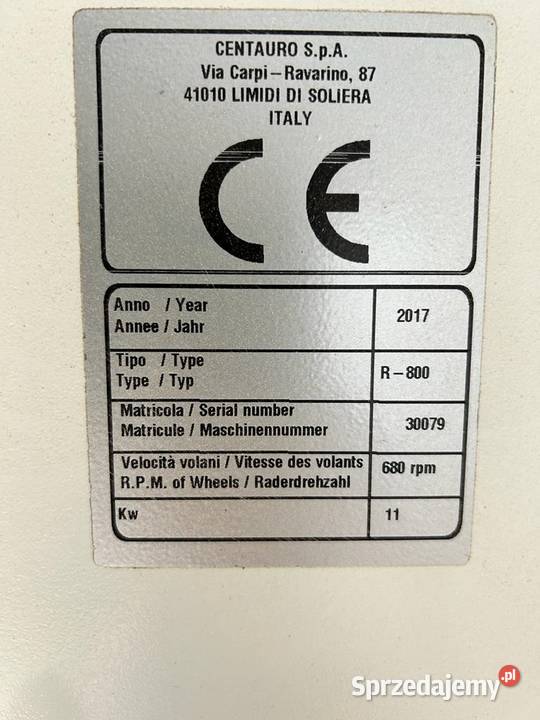 CENTAURO S.p.A.
Via Carpi – Ravarino, 87
41010 LIMIDI DI SOLIERA
ITALY
CE
Anno / Year
Annee / Jahr
2017
Tipo / Type
Type / Typ
R – 800
Matricola / Serial number
Matricule / Maschinennummer
30079
Velocità volani / Vitesse des volants
R.P.M. of Wheels / Raderdrehzahl
680 rpm
Kw
11
Sprzedajemy.pl